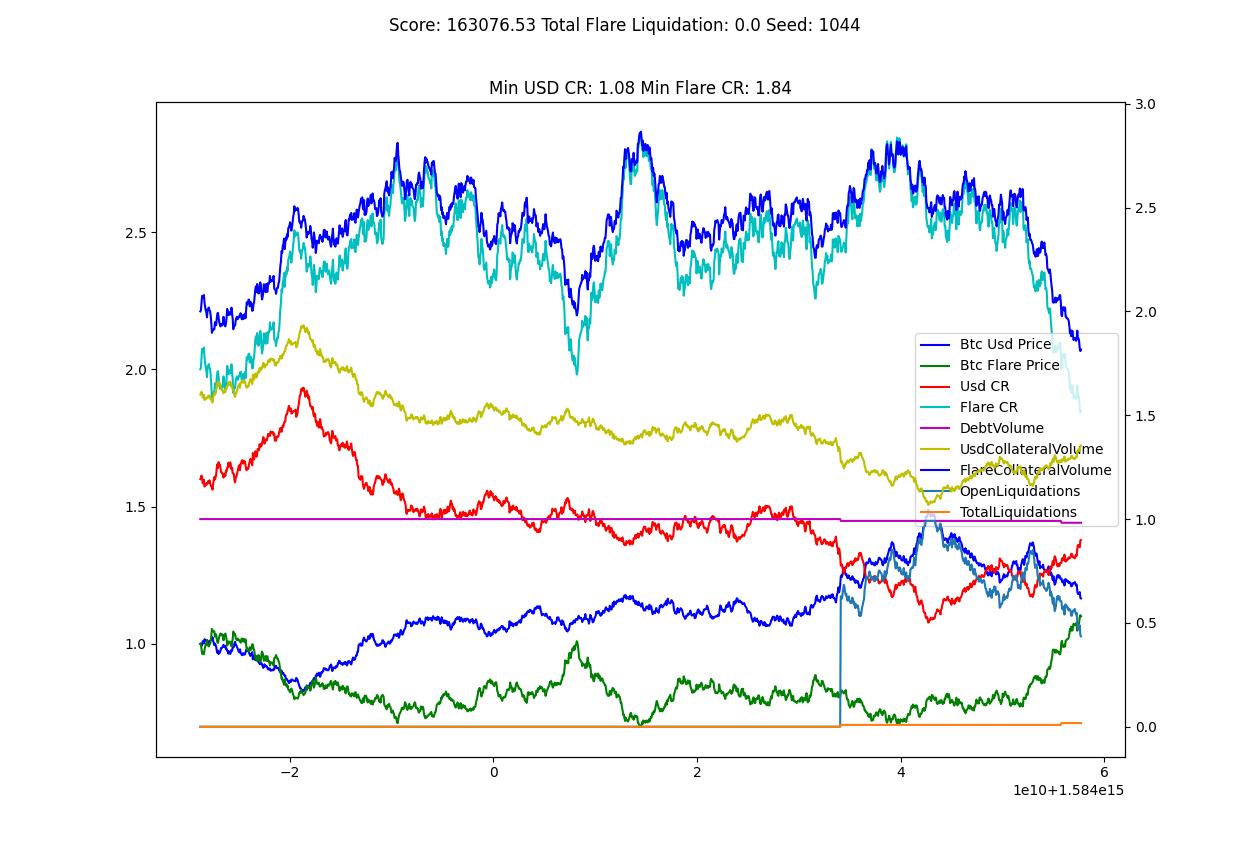 Score: 163076.53 Total Flare Liquidation: 0.0 Seed: 1044
Min USD CR: 1.08 Min Flare CR: 1.84
3.0
2.5
2.0
1.5
1.0
0.5
0.0
2.5
2.0
1.5
1.0
Btc Usd Price
Btc Flare Price
Usd CR
Flare CR
DebtVolume
UsdCollateralVolume
FlareCollateralVolume
OpenLiquidations
TotalLiquidations
−2
0
2
4
6
1e10+1.584e15